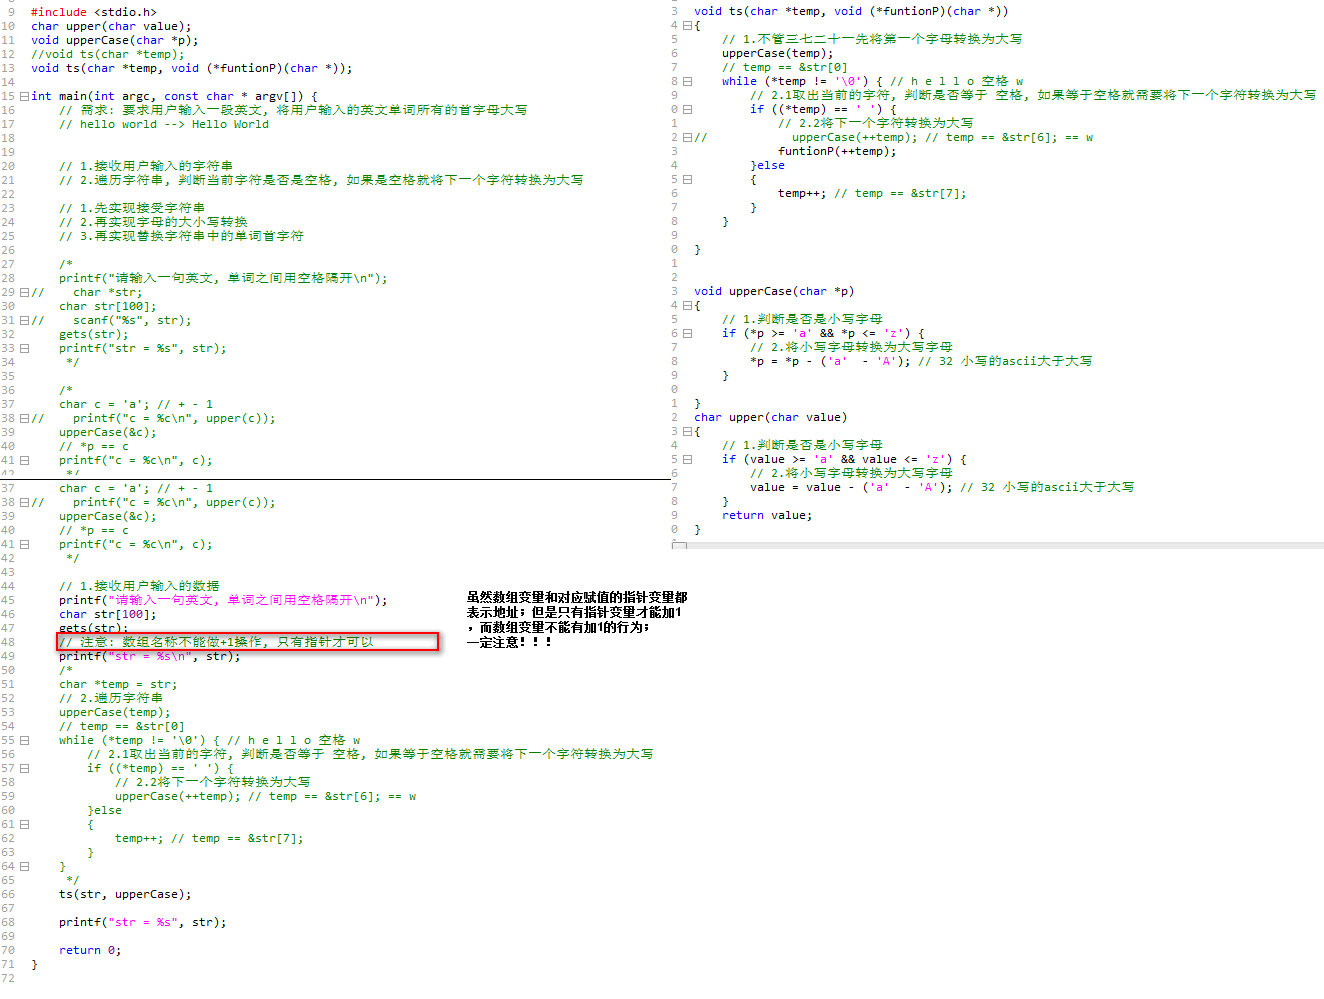 9 #include <stdio.h>
10 char upper(char value);
11 void upperCase(char *p);
12 //void ts(char *temp);
13 void ts(char *temp, void (*funtionP)(char *));
14
15 int main(int argc, const char * argv[]) {
16 // 需求: 要求用户输入一段英文, 将用户输入的英文单词所有的首字母大写
17 // hello world --> Hello World
18
19
20 // 1.接收用户输入的字符串
21 // 2.遍历字符串, 判断当前字符是否是空格, 如果是空格就将下一个字符转换为大写
22
23 // 1.先实现接受字符串
24 // 2.再实现字母的大小写转换
25 // 3.再实现替换字符串中的单词首字符
26
27 /*
28 printf("请输入一句英文, 单词之间用空格隔开\n");
29 // char *str;
30 char str[100];
31 // scanf("%s", str);
32 gets(str);
33 printf("str = %s", str);
34 */
35
36 /*
37 char c = 'a'; // + - 1
38 // printf("c = %c\n", upper(c));
39 upperCase(&c);
40 // *p == c
41 printf("c = %c\n", c);
42 */
37 char c = 'a'; // + - 1
38 // printf("c = %c\n", upper(c));
39 upperCase(&c);
40 // *p == c
41 printf("c = %c\n", c);
42 */
43
44 // 1.接收用户输入的数据
45 printf("请输入一句英文, 单词之间用空格隔开\n");
46 char str[100];
47 gets(str);
48 // 注意: 数组名称不能做+1操作, 只有指针才可以
49 printf("str = %s\n", str);
50 /*
51 char *temp = str;
52 // 2.遍历字符串
53 upperCase(temp);
54 // temp == &str[0]
55 while (*temp != '\0') { // h e l l o 空格 w
56 // 2.1取出当前的字符, 判断是否等于 空格, 如果等于空格就需要将下一个字符转换为大写
57 if ((*temp) == ' ') {
58 // 2.2将下一个字符转换为大写
59 upperCase(++temp); // temp == &str[6]; == w
60 }else
61 {
62 temp++; // temp == &str[7];
63 }
64 }
65 */
66 ts(str, upperCase);
67
68 printf("str = %s", str);
69
70 return 0;
71 }
72
虽然数组变量和对应赋值的指针变量都
表示地址；但是只有指针变量才能加1
，而数组变量不能有加1的行为；
一定注意！！！
3 void ts(char *temp, void (*funtionP)(char *))
4 {
5 // 1.不管三七二十一先将第一个字母转换为大写
6 upperCase(temp);
7 // temp == &str[0]
8 while (*temp != '\0') { // h e l l o 空格 w
9 // 2.1取出当前的字符, 判断是否等于 空格, 如果等于空格就需要将下一个字符转换为大写
0 if ((*temp) == ' ') {
1 // 2.2将下一个字符转换为大写
2 // upperCase(++temp); // temp == &str[6]; == w
3 funtionP(++temp);
4 }else
5 {
6 temp++; // temp == &str[7];
7 }
8 }
9
0 }
1
2
3 void upperCase(char *p)
4 {
5 // 1.判断是否是小写字母
6 if (*p >= 'a' && *p <= 'z') {
7 // 2.将小写字母转换为大写字母
8 *p = *p - ('a' - 'A'); // 32 小写的ascii大于大写
9 }
0
1 }
2 char upper(char value)
3 {
4 // 1.判断是否是小写字母
5 if (value >= 'a' && value <= 'z') {
6 // 2.将小写字母转换为大写字母
7 value = value - ('a' - 'A'); // 32 小写的ascii大于大写
8 }
9 return value;
0 }